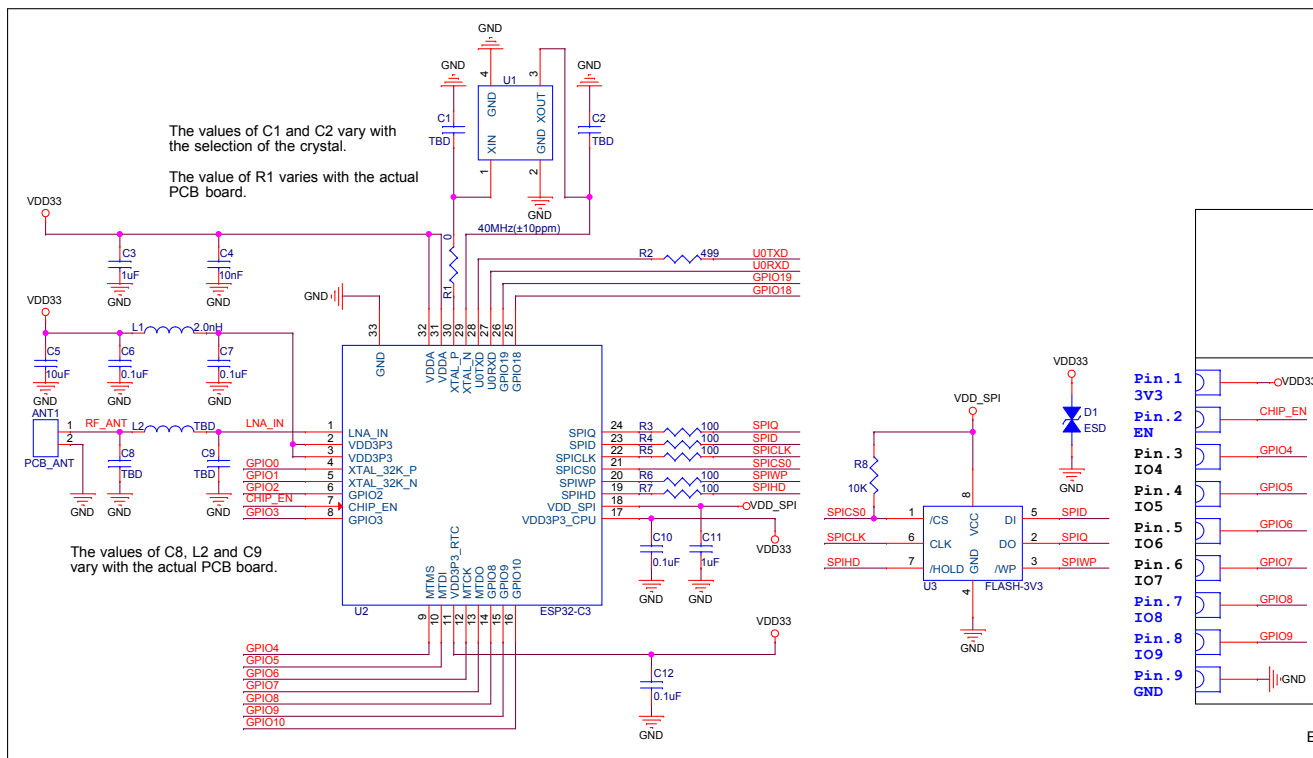 GND
GND
GND
4
3
U1
GND
XOUT
C1
TBD
C2
TBD
XIN
GND
1
2
GND
The values of C1 and C2 vary with
the selection of the crystal.
The value of R1 varies with the actual
PCB board.
VDD33
40MHz(±10ppm)
C3
1uF
GND
C4
10nF
GND
0
R1
R2
499
U0TXD
U0RXD
GPIO19
GPIO18
GND
VDD33
L1
2.0nH
C5
10uF
GND
C6
0.1uF
GND
C7
0.1uF
GND
33
32
31
30
29
28
27
26
25
GND
VDDA
VDDA
XTAL_P
XTAL_N
U0TXD
U0RXD
GPIO19
GPIO18
ANT1
1
2
PCB_ANT
RF_ANT
L2
TBD
LNA_IN
C8
TBD
C9
TBD
GND
GND
GND
GPIO0
GPIO1
GPIO2
CHIP_EN
GPIO3
1
2
3
4
5
6
7
8
LNA_IN
VDD3P3
VDD3P3
XTAL_32K_P
XTAL_32K_N
GPIO2
CHIP_EN
GPIO3
SPIQ
SPID
SPICLK
SPICS0
SPIWP
SPIHD
VDD_SPI
VDD3P3_CPU
24
23
22
21
20
19
18
17
R3
100
SPIQ
R4
100
SPID
R5
100
SPICLK
SPICS0
R6
100
SPIWP
R7
100
SPIHD
VDD_SPI
VDD33
C10
0.1uF
GND
C11
1uF
GND
The values of C8, L2 and C9
vary with the actual PCB board.
MTMS
MTDI
VDD3P3_RTC
MTCK
MTDO
GPIO8
GPIO9
GPIO10
U2
ESP32-C3
9
10
11
12
13
14
15
16
GPIO4
GPIO5
GPIO6
GPIO7
GPIO8
GPIO9
GPIO10
VDD33
C12
0.1uF
GND
VDD_SPI
R8
10K
SPICS0
SPICLK
SPIHD
1
6
7
8
/CS
CLK
/HOLD
VCC
GND
DI
DO
/WP
5
2
3
SPID
SPIQ
SPIWP
U3
FLASH-3V3
4
GND
VDD33
D1
ESD
GND
Pin.1
3V3
VDD33
Pin.2
EN
CHIP_EN
Pin.3
IO4
GPIO4
Pin.4
IO5
GPIO5
Pin.5
IO6
GPIO6
Pin.6
IO7
GPIO7
Pin.7
IO8
GPIO8
Pin.8
IO9
GPIO9
Pin.9
GND
GND
E